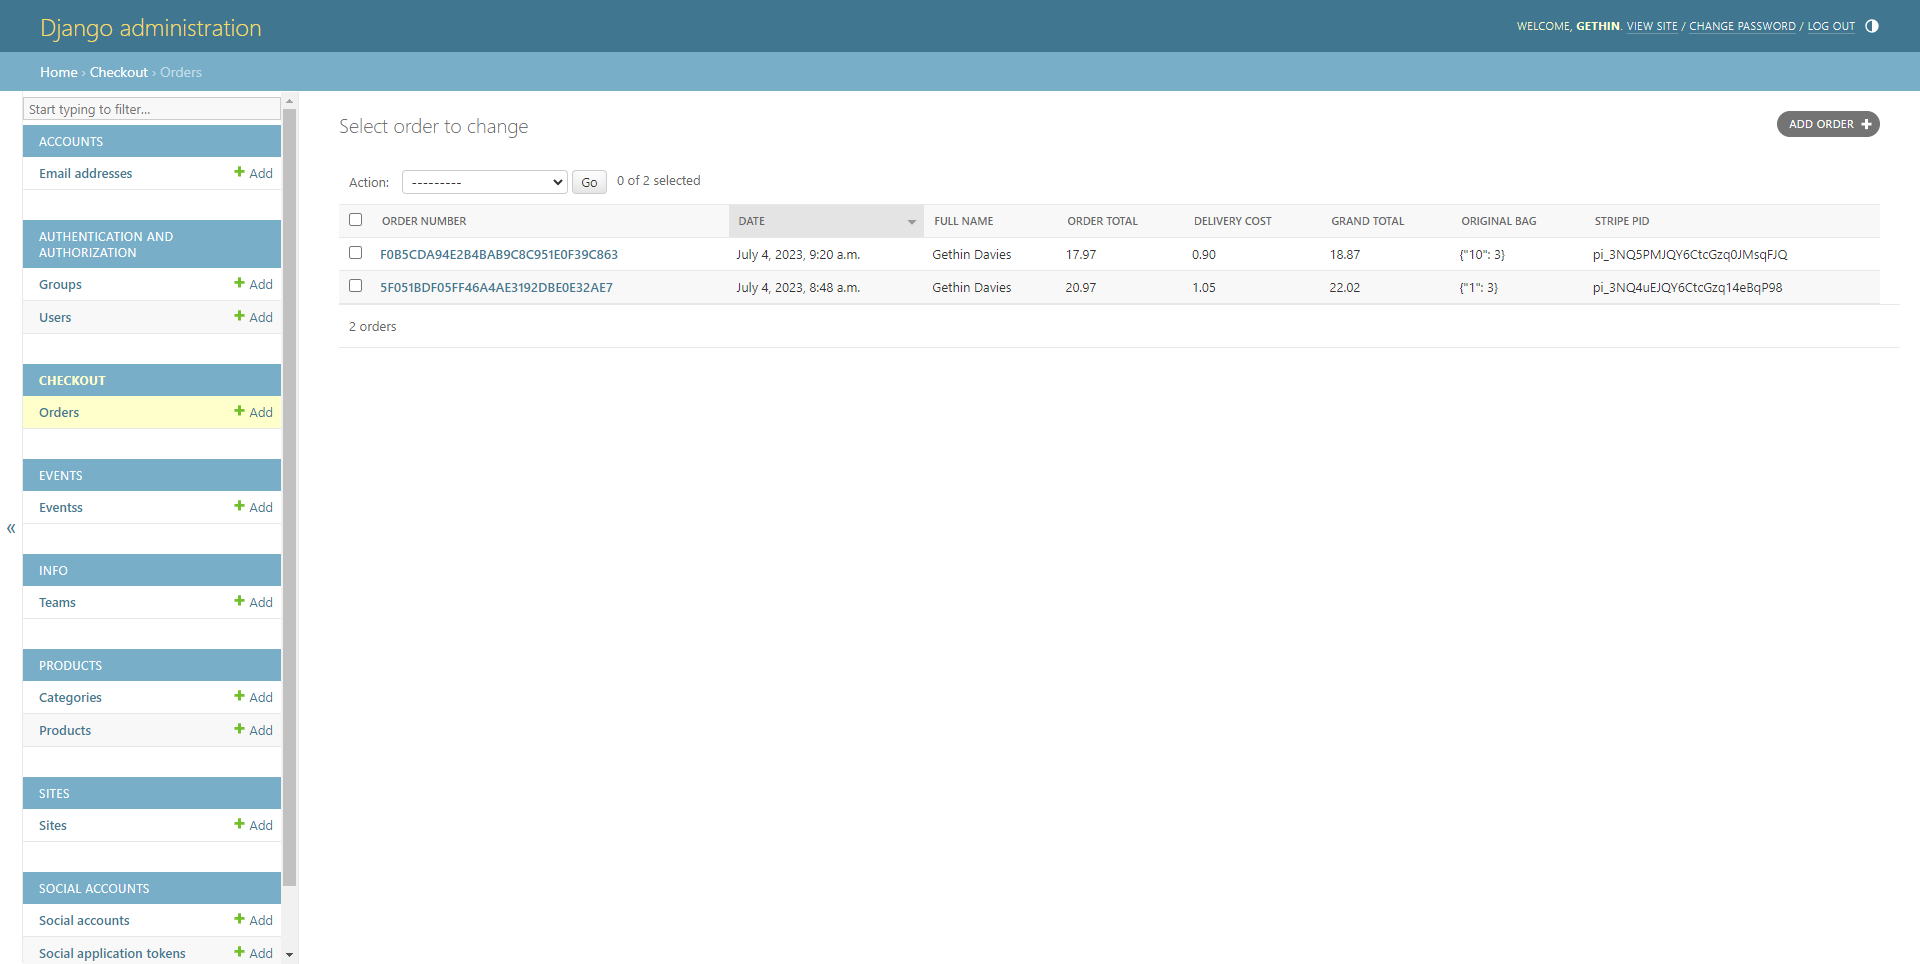 Django administration
WELCOME, GETHIN. VIEW SITE / CHANGE PASSWORD / LOG OUT
Home › Checkout › Orders
Start typing to filter...
ACCOUNTS
Email addresses Add
AUTHENTICATION AND
AUTHORIZATION
Groups Add
Users Add
CHECKOUT
Orders Add
EVENTS
Eventss Add
«
INFO
Teams Add
PRODUCTS
Categories Add
Products Add
SITES
Sites Add
SOCIAL ACCOUNTS
Social accounts Add
Social application tokens Add
Select order to change
ADD ORDER
Action: --------- Go 0 of 2 selected
ORDER NUMBER DATE FULL NAME ORDER TOTAL DELIVERY COST GRAND TOTAL ORIGINAL BAG STRIPE PID
F0B5CDA94E2B4BAB9C8C951E0F39C863 July 4, 2023, 9:20 a.m. Gethin Davies 17.97 0.90 18.87 {"10": 3} pi_3NQ5PMJQY6CtcGzq0JMsqFJQ
5F051BDF05FF46A4AE3192DBE0E32AE7 July 4, 2023, 8:48 a.m. Gethin Davies 20.97 1.05 22.02 {"1": 3} pi_3NQ4uEJQY6CtcGzq14eBqP98
2 orders